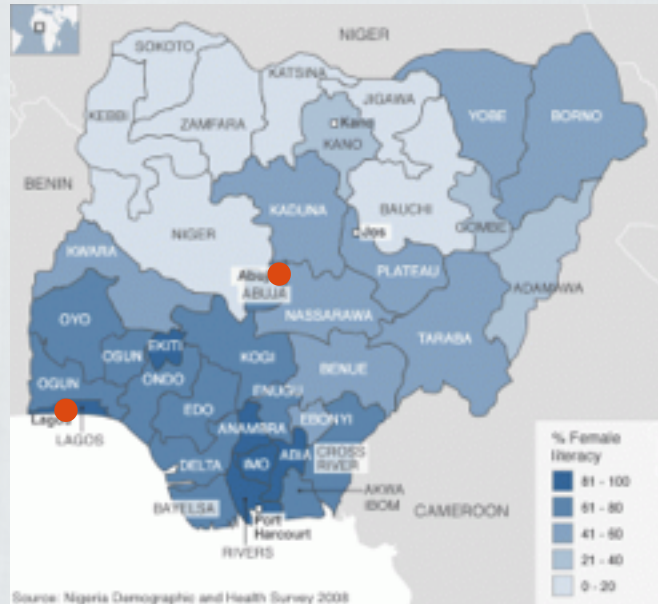 NIGER
SOKOTO
KATSINA
JIGAWA
YOBE
BORNO
KEBBI
ZAMFARA
Kano
KANO
BENIN
BAUCHI
KADUNA
GOMBE
NIGER
Jos
KWARA
PLATEAU
ABUJA
ADAMAWA
NASSARAWA
OYO
TARABA
EKITI
OSUN
KOGI
BENUE
OGUN
ONDO
ENUGU
EDO
EBONYI
Lagos
ANAMBRA
LAGOS
ABIA
CROSS
RIVER
IMO
DELTA
AKWA
IBOM
BAYELSA
CAMEROON
Port
Harcourt
RIVERS
% Female
literacy
81 - 100
61 - 80
41 - 60
21 - 40
0 - 20
Source: Nigeria Demographic and Health Survey 2008